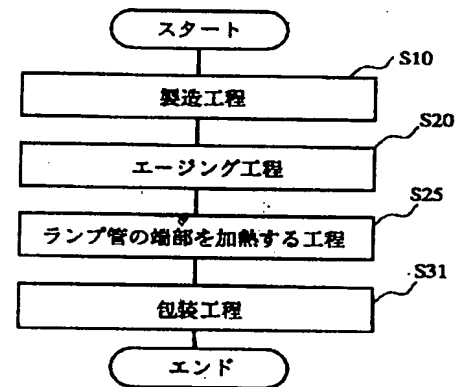 スタート
S10
製造工程
S20
エージング工程
S25
ランプ管の端部を加熱する工程
S31
包装工程
エンド